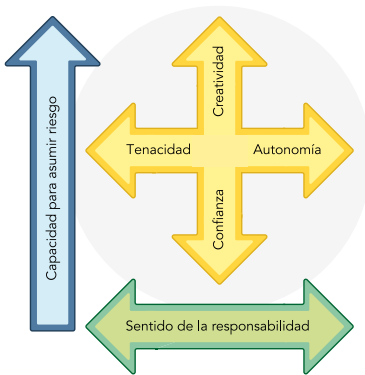 Creatividad
Tenacidad
Autonomía
Confianza
Capacidad para asumir riesgo
Sentido de la responsabilidad